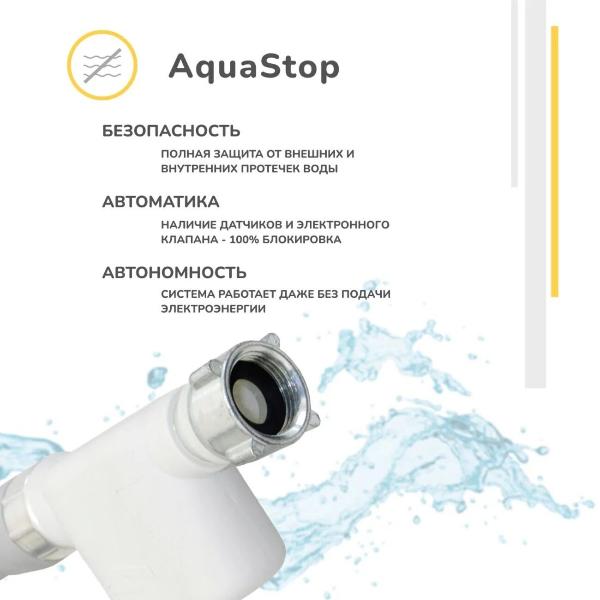 AquaStop
БЕЗОПАСНОСТЬ
ПОЛНАЯ ЗАЩИТА ОТ ВНЕШНИХ И
ВНУТРЕННИХ ПРОТЕЧЕК ВОДЫ
АВТОМАТИКА
НАЛИЧИЕ ДАТЧИКОВ И ЭЛЕКТРОННОГО
КЛАПАНА - 100% БЛОКИРОВКА
АВТОНОМНОСТЬ
СИСТЕМА РАБОТАЕТ ДАЖЕ БЕЗ ПОДАЧИ
ЭЛЕКТРОЭНЕРГИИ